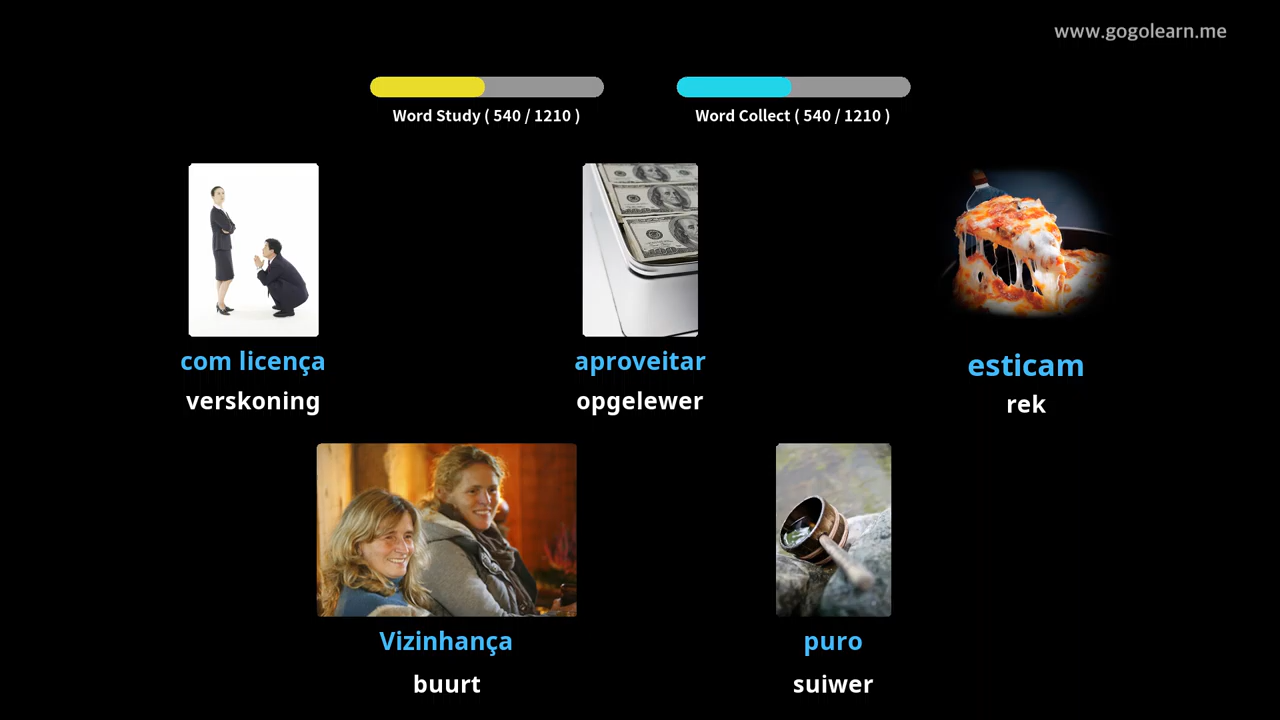 www.gogolearn.me
Word Study ( 540 / 1210 )
Word Collect ( 540 / 1210 )
com licença
aproveitar
esticam
verskoning
opgelewer
rek
Vizinhança
puro
buurt
suiwer